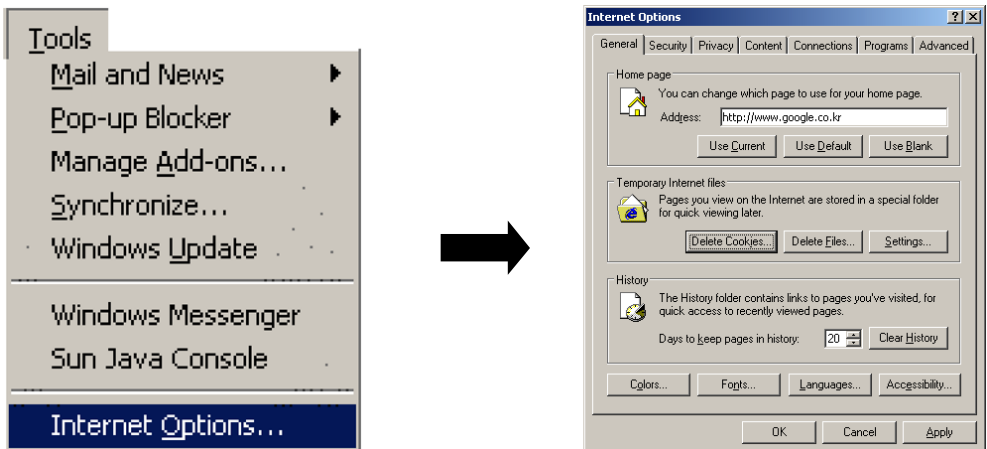 Tools
Mail and News
Pop-up Blocker
Manage Add-ons...
Synchronize...
Windows Update
Windows Messenger
Sun Java Console
Internet Options...
Internet Options
General Security Privacy Content Connections Programs Advanced
Home page
You can change which page to use for your home page.
Address: http://www.google.co.kr
Use Current Use Default Use Blank
Temporary Internet files
Pages you view on the Internet are stored in a special folder
for quick viewing later.
Delete Cookies... Delete Files... Settings...
History
The History folder contains links to pages you've visited, for
quick access to recently viewed pages.
Days to keep pages in history: 20 Clear History
Colors... Fonts... Languages... Accessibility...
OK Cancel Apply